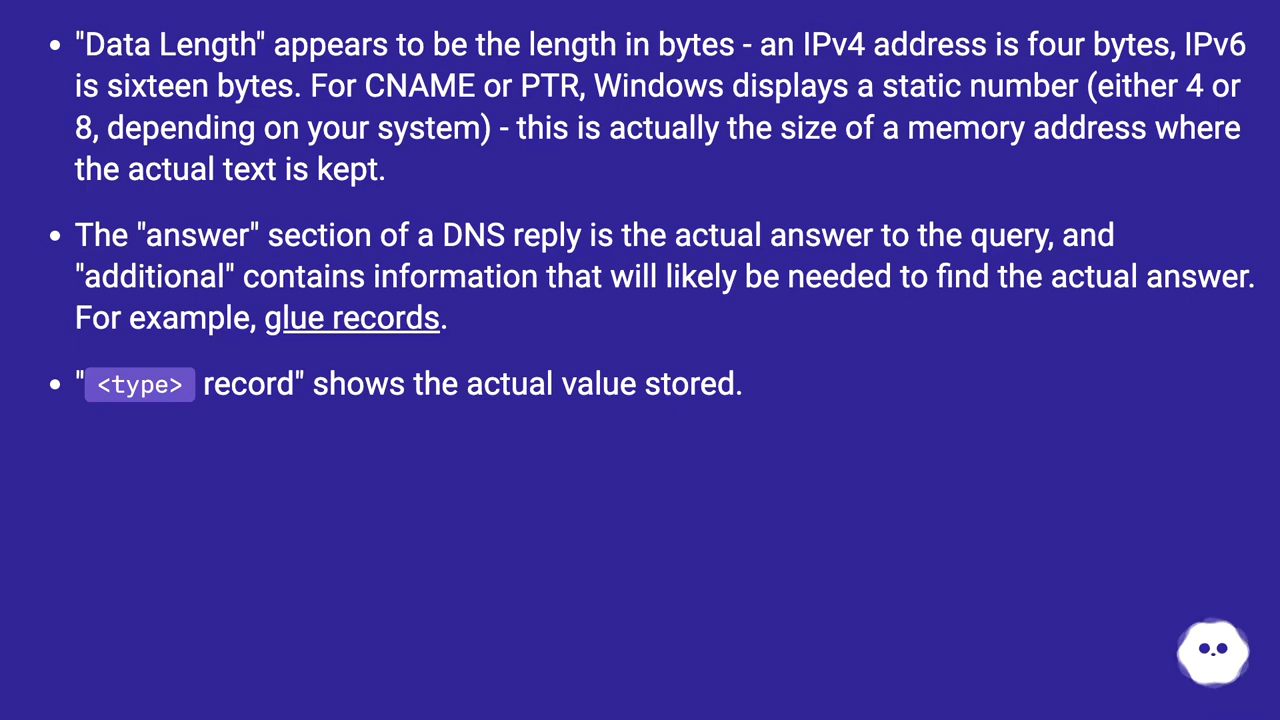 • "Data Length" appears to be the length in bytes - an IPv4 address is four bytes, IPv6
is sixteen bytes. For CNAME or PTR, Windows displays a static number (either 4 or
8, depending on your system) - this is actually the size of a memory address where
the actual text is kept.
• The "answer" section of a DNS reply is the actual answer to the query, and
"additional" contains information that will likely be needed to find the actual answer.
For example, glue records.
• "<type> record" shows the actual value stored.